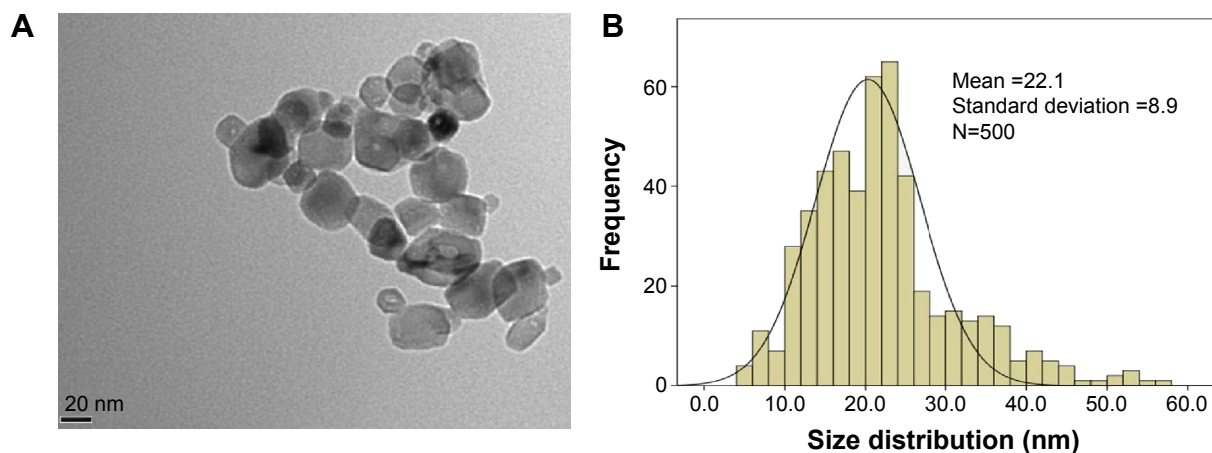 A
20 nm
B
Mean =22.1
Standard deviation =8.9
N=500
Frequency
60
40
20
0
0.0 10.0 20.0 30.0 40.0 50.0 60.0
Size distribution (nm)